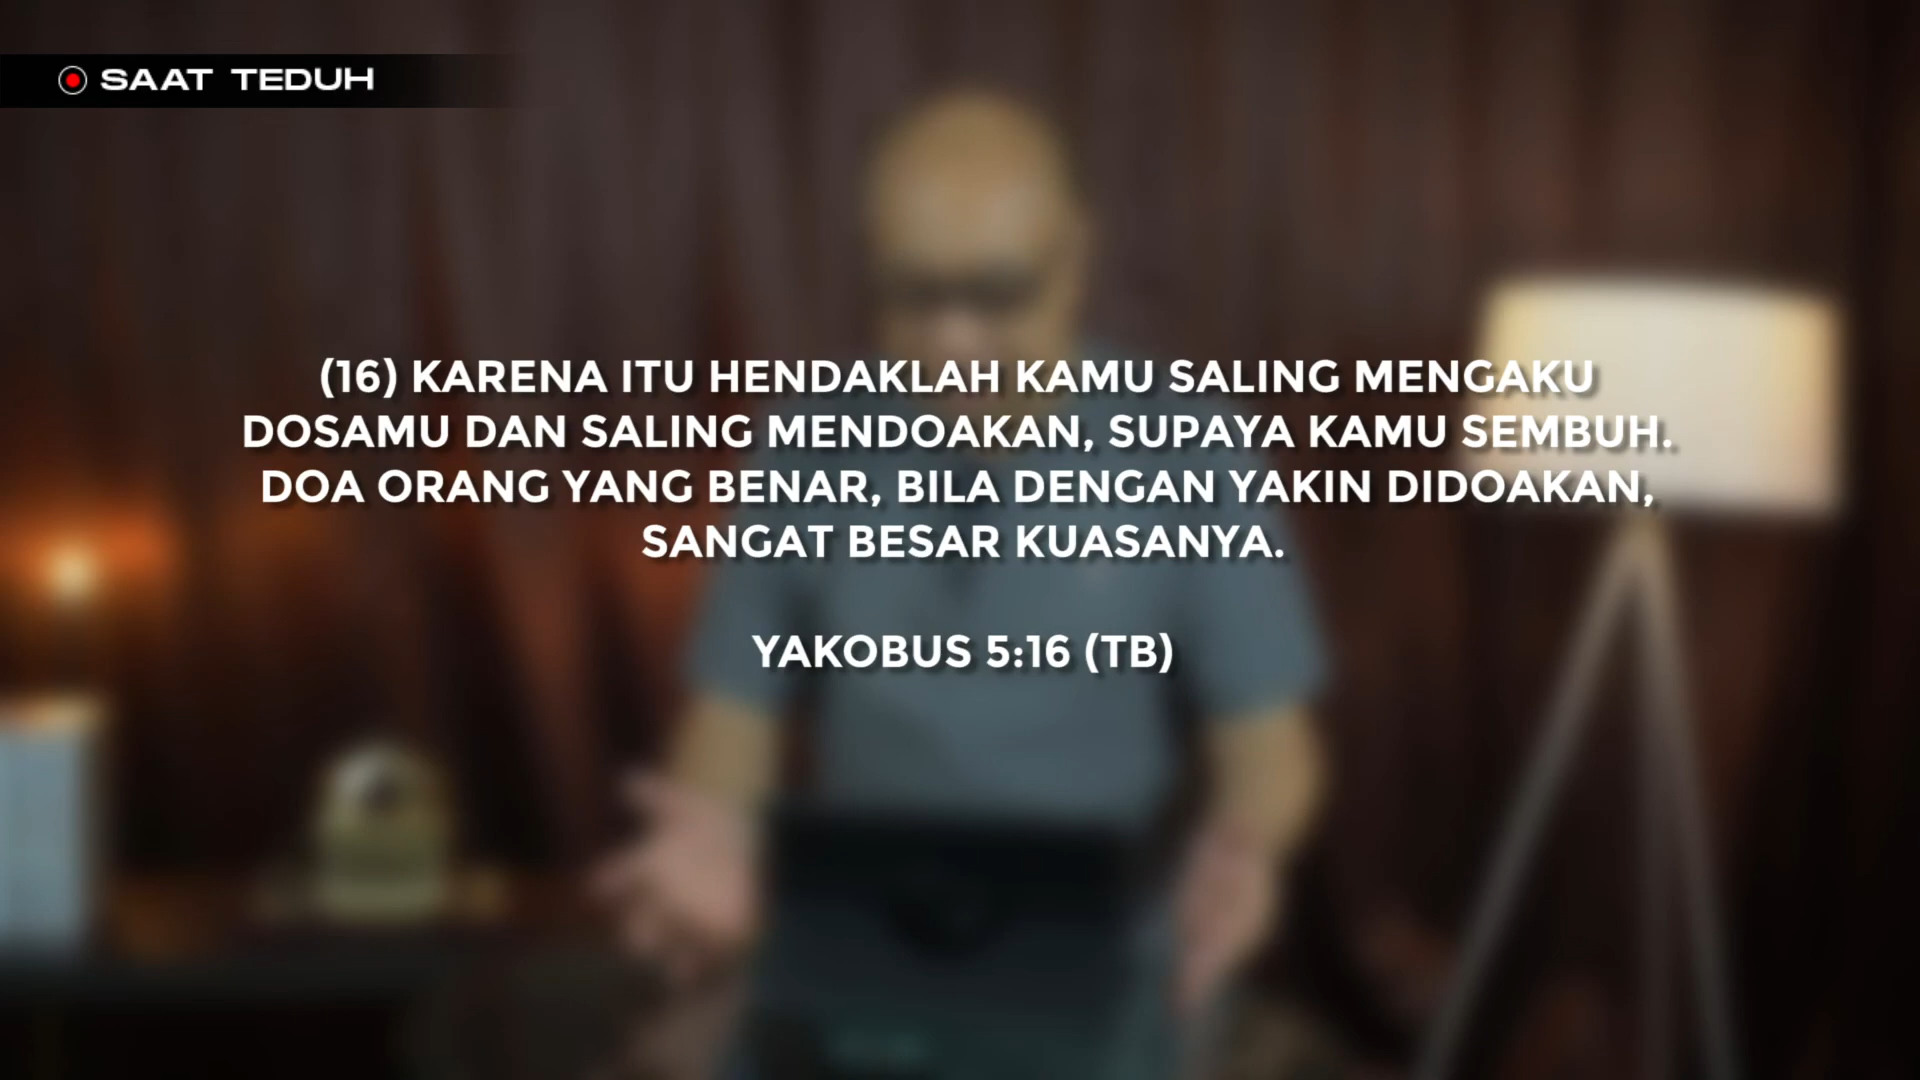 SAAT TEDUH
(16) KARENA ITU HENDAKLAH KAMU SALING MENGAKU
DOSAMU DAN SALING MENDOAKAN, SUPAYA KAMU SEMBUH.
DOA ORANG YANG BENAR, BILA DENGAN YAKIN DIDOAKAN,
SANGAT BESAR KUASANYA.
YAKOBUS 5:16 (TB)